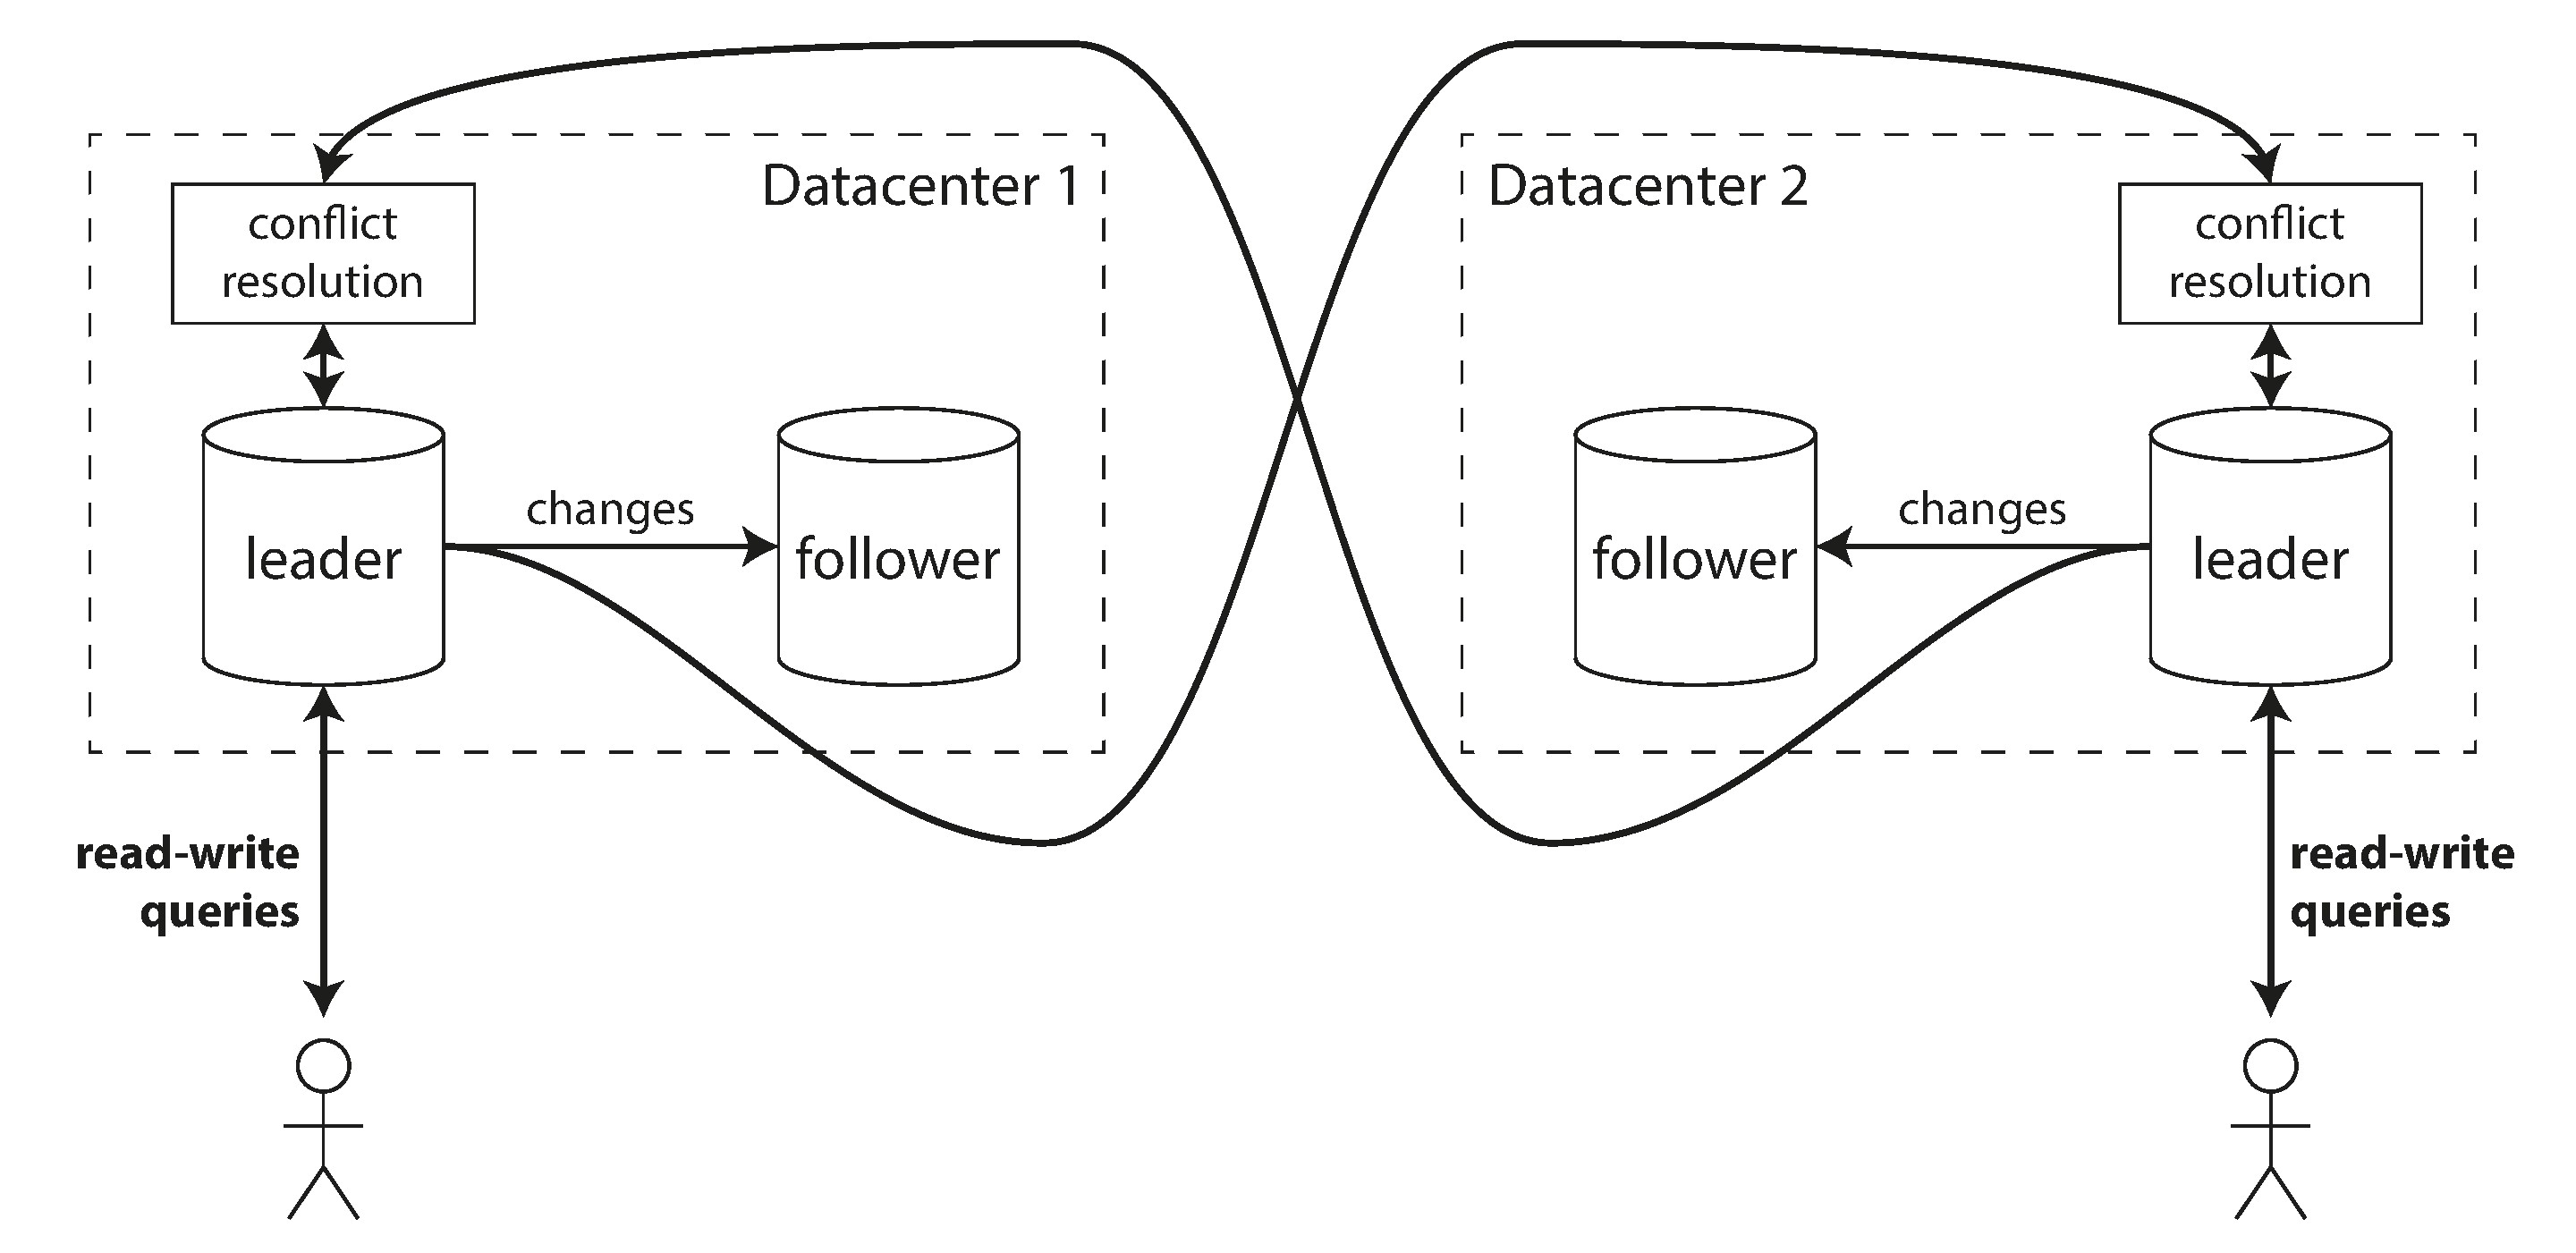 Datacenter 1
conflict
resolution
changes
leader
follower
read-write
queries
Datacenter 2
conflict
resolution
changes
follower
leader
read-write
queries